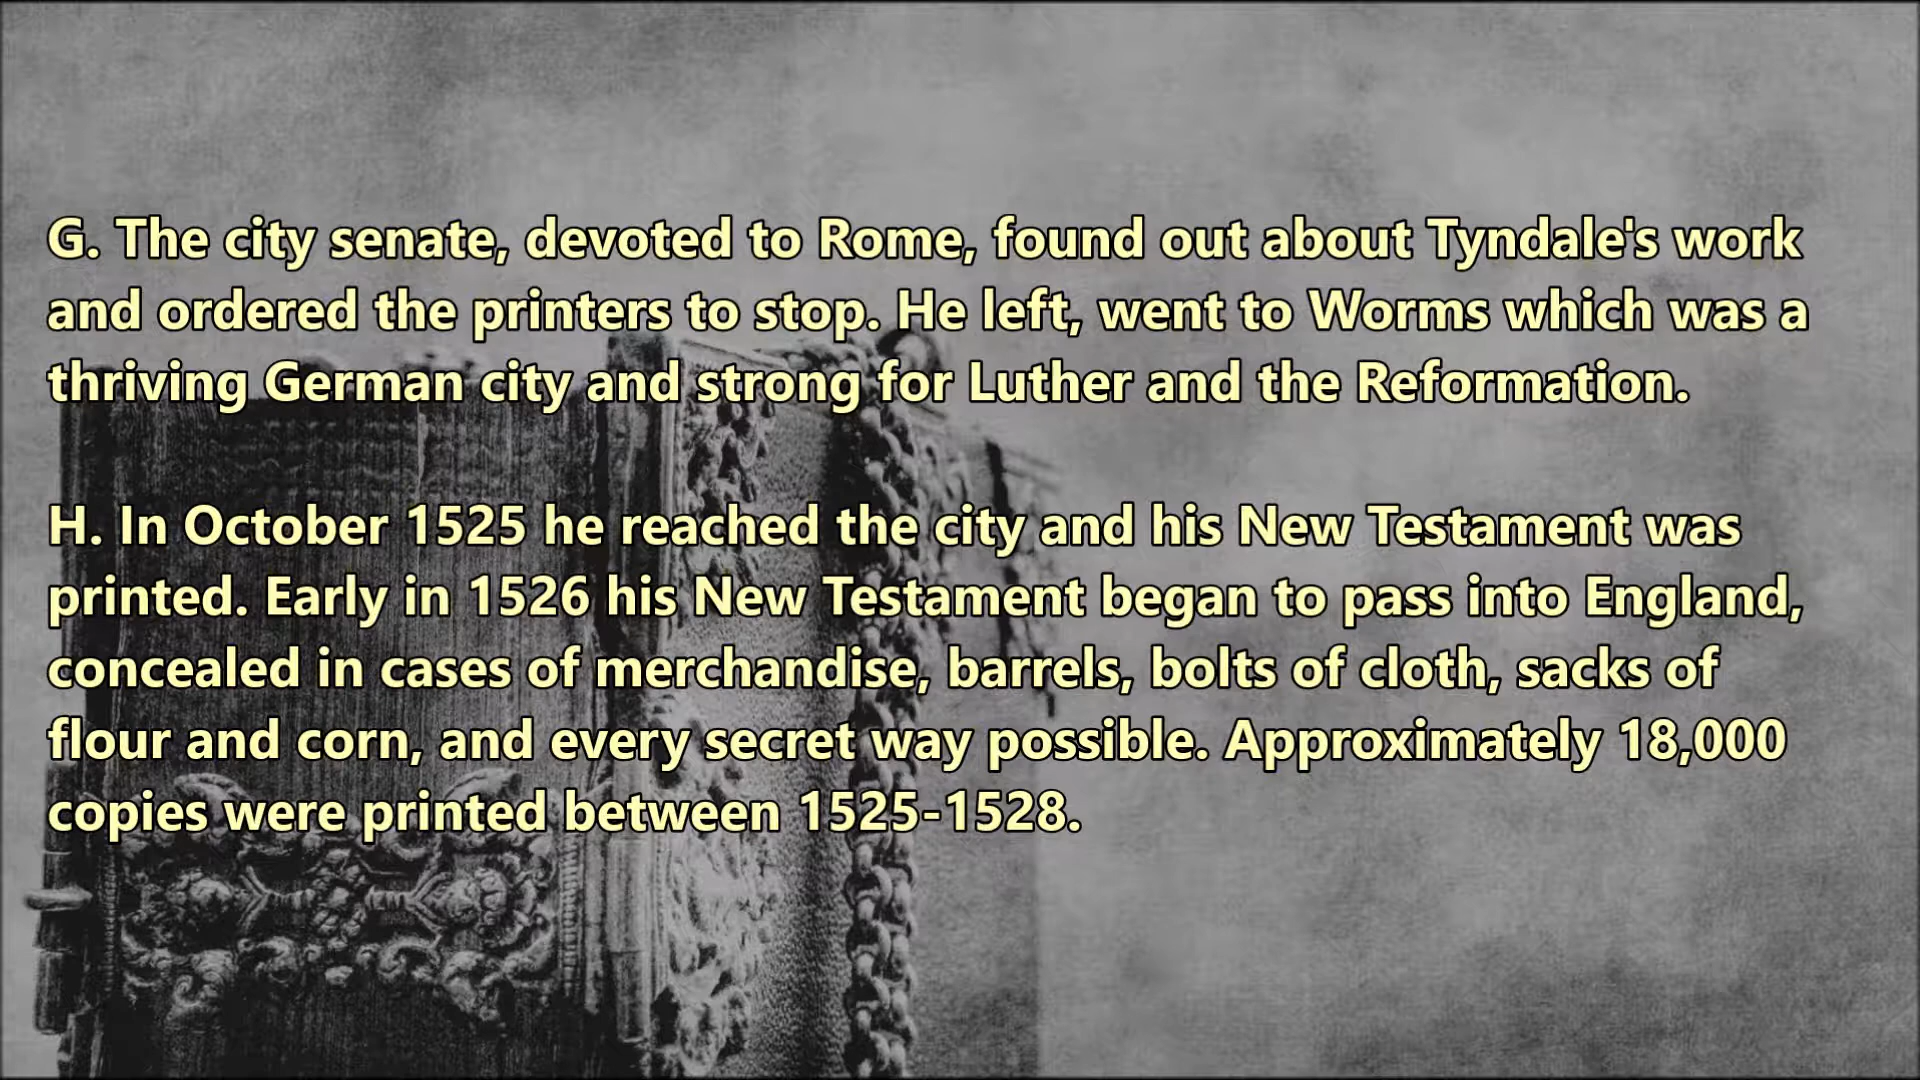 G. The city senate, devoted to Rome, found out about Tyndale's work
and ordered the printers to stop. He left, went to Worms which was a
thriving German city and strong for Luther and the Reformation.
H. In October 1525 he reached the city and his New Testament was
printed. Early in 1526 his New Testament began to pass into England,
concealed in cases of merchandise, barrels, bolts of cloth, sacks of
flour and corn, and every secret way possible. Approximately 18,000
copies were printed between 1525-1528.